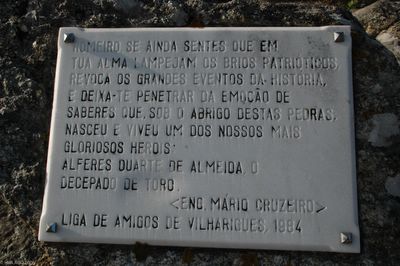 ROMEIRO SE AINDA SENTES QUE EM
TUA ALMA LAMPEJAM OS BRIOS PATRIÓTICOS,
REVOCA OS GRANDES EVENTOS DA HISTÓRIA,
E DEIXA-TE PENETRAR DA EMOÇÃO DE
SABERES QUE, SOB O ABRIGO DESTAS PEDRAS,
NASCEU E VIVEU UM DOS NOSSOS MAIS
GLORIOSOS HEROIS:
ALFERES DUARTE DE ALMEIDA, O
DECEPADO DE TORO.
<ENG. MÁRIO CRUZEIRO>
LIGA DE AMIGOS DE VILHARIGUES, 1984